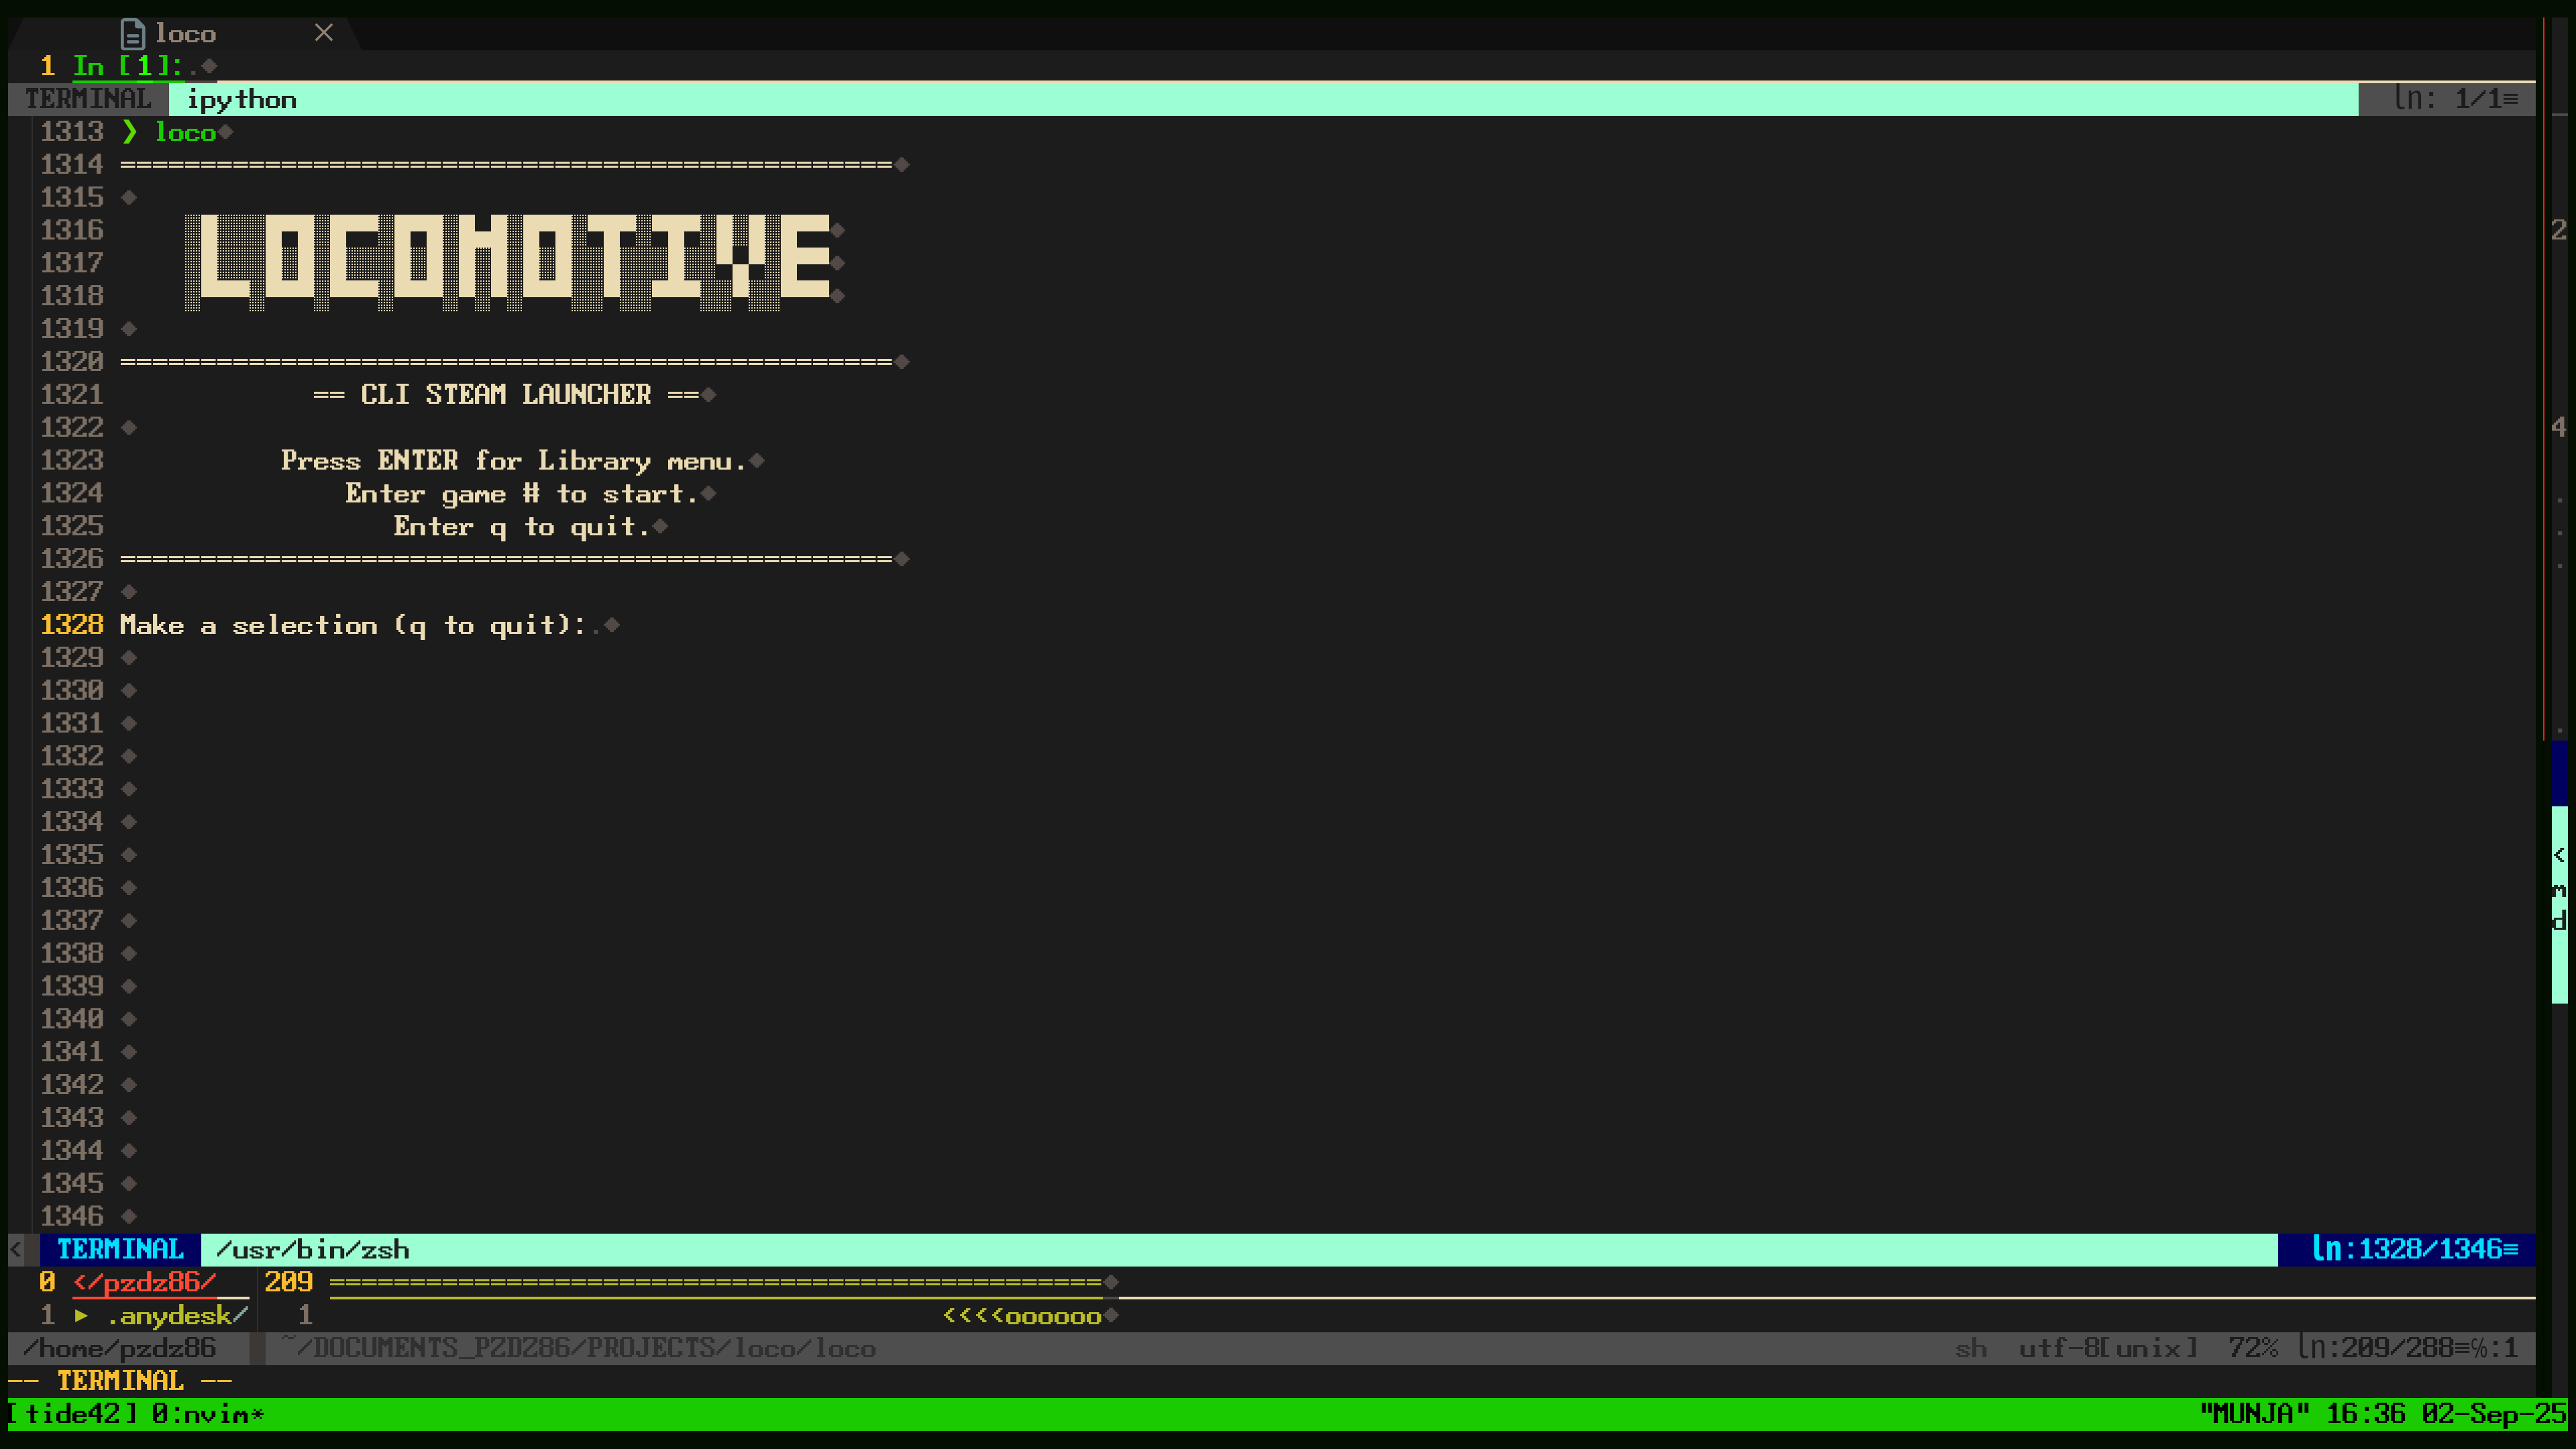 loco ×
1 In [1]:.◆
TERMINAL ipython ln: 1/1≡
1313 ❯ loco◆
1314 ================================================◆
1315 ◆
LOCOMOTIVE
1316 ◆
1317 ◆
1318 ◆
1319 ◆
1320 ================================================◆
1321 == CLI STEAM LAUNCHER ==◆
1322 ◆
1323 Press ENTER for Library menu.◆
1324 Enter game # to start.◆
1325 Enter q to quit.◆
1326 ================================================◆
1327 ◆
1328 Make a selection (q to quit):.◆
1329 ◆
1330 ◆
1331 ◆
1332 ◆
1333 ◆
1334 ◆
1335 ◆
1336 ◆
1337 ◆
1338 ◆
1339 ◆
1340 ◆
1341 ◆
1342 ◆
1343 ◆
1344 ◆
1345 ◆
1346 ◆
< TERMINAL /usr/bin/zsh ln:1328/1346≡
0 </pzdz86/ 209 ================================================◆
1 ▸ .anydesk/ 1 <<<<oooooo◆
/home/pzdz86 ~/DOCUMENTS_PZDZ86/PROJECTS/loco/loco sh utf-8[unix] 72% ln:209/288≡℅:1
-- TERMINAL --
[tide42] 0:nvim* "MUNJA" 16:36 02-Sep-25
2
4
.
.
.
.
<
m
d